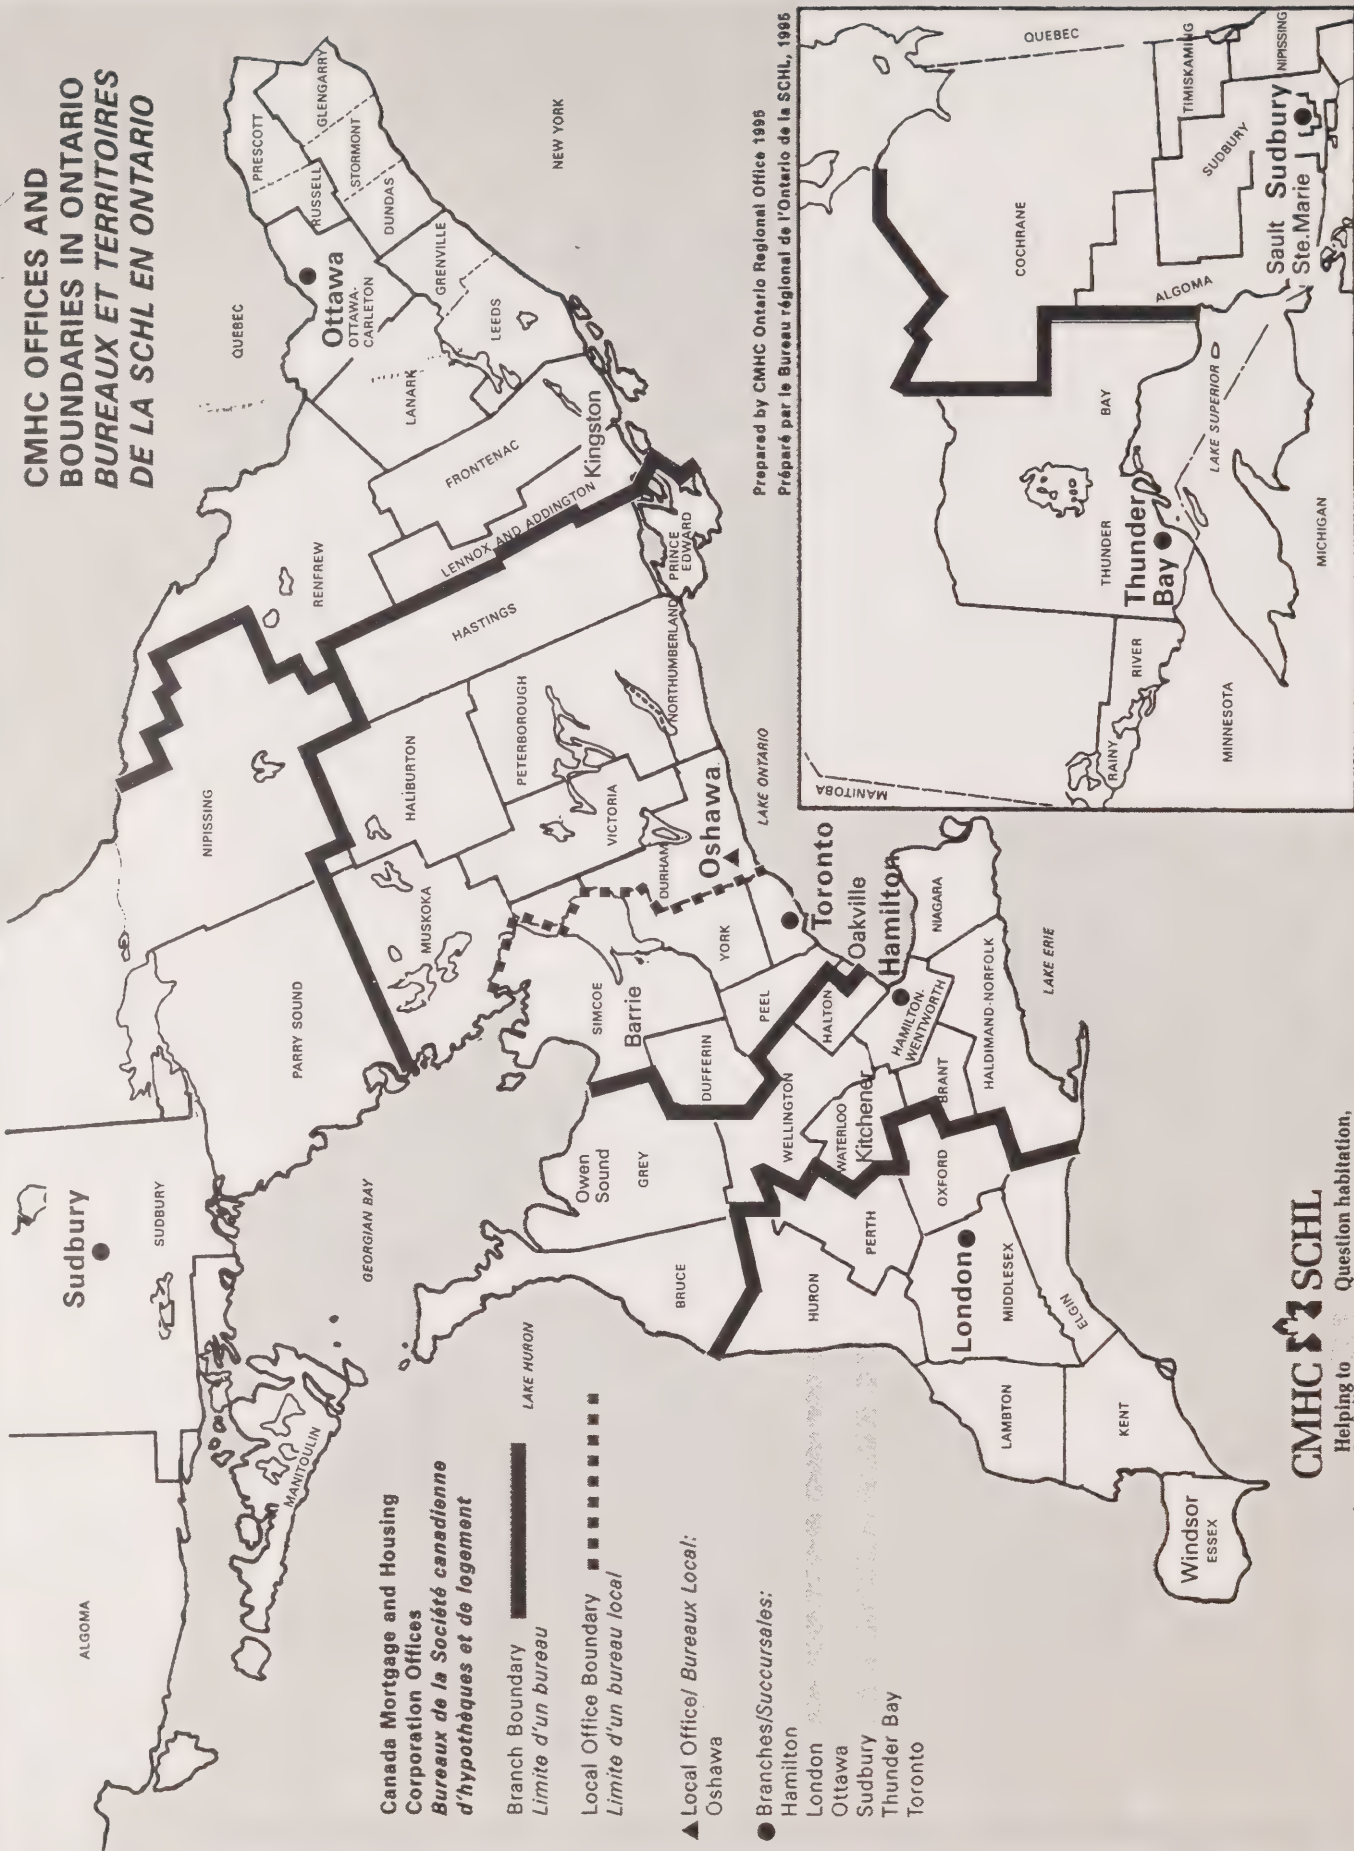 CMHC OFFICES AND
BOUNDARIES IN ONTARIO
BUREAUX ET TERRITOIRES
DE LA SCHL EN ONTARIO
Canada Mortgage and Housing
Corporation Offices
Bureaux de la Société canadienne
d'hypothèques et de logement
Branch Boundary
Limite d'un bureau
Local Office Boundary
Limite d'un bureau local
▲ Local Office/ Bureaux Local:
Oshawa
● Branches/Succursales:
Hamilton
London
Ottawa
Sudbury
Thunder Bay
Toronto
ALGOMA
Sudbury
SUDBURY
MANITOULIN
GEORGIAN BAY
LAKE HURON
PARRY SOUND
NIPISSING
MUSKOKA
HALIBURTON
RENFREW
HASTINGS
LENNOX AND ADDINGTON
FRONTENAC
Kingston
LANARK
LEEDS
GRENVILLE
Ottawa
OTTAWA-
CARLETON
QUEBEC
PRESCOTT
RUSSELL
GLENGARRY
STORMONT
DUNDAS
NEW YORK
PRINCE
EDWARD
NORTHUMBERLAND
PETERBOROUGH
VICTORIA
DURHAM
Oshawa
LAKE ONTARIO
YORK
Toronto
SIMCOE
Barrie
PEEL
DUFFERIN
HALTON
Oakville
Hamilton
HAMILTON-
WENTWORTH
NIAGARA
HALDIMAND-NORFOLK
LAKE ERIE
BRANT
WELLINGTON
WATERLOO
Kitchener
Owen
Sound
GREY
BRUCE
HURON
PERTH
OXFORD
London
MIDDLESEX
ELGIN
LAMBTON
KENT
Windsor
ESSEX
Prepared by CMHC Ontario Regional Office 1995
Préparé par le Bureau régional de l'Ontario de la SCHL, 1995
QUEBEC
TIMISKAMING
NIPISSING
SUDBURY
Sudbury
Sault
Ste.Marie
COCHRANE
ALGOMA
THUNDER
BAY
Thunder
Bay
LAKE SUPERIOR
MICHIGAN
RAINY
RIVER
MINNESOTA
MANITOBA
CMHC SCHL
Helping to
Question habitation,